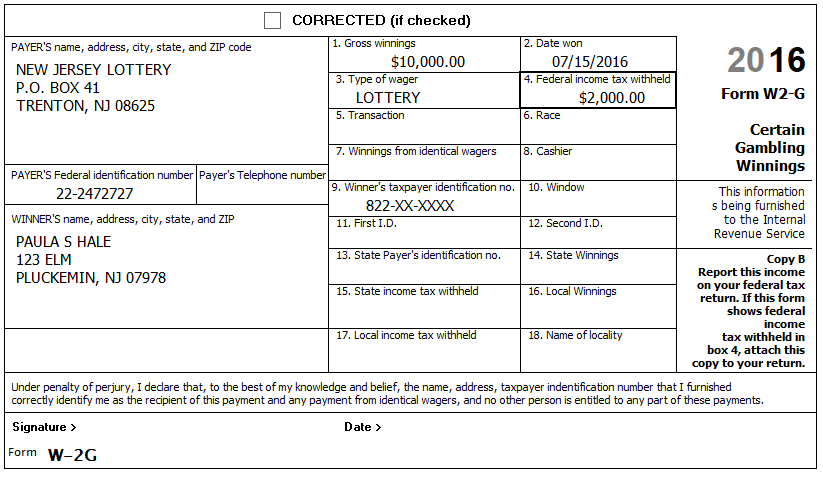 CORRECTED (if checked)
PAYER'S name, address, city, state, and ZIP code
NEW JERSEY LOTTERY
P.O. BOX 41
TRENTON, NJ 08625
1. Gross winnings
$10,000.00
2. Date won
07/15/2016
3. Type of wager
LOTTERY
4. Federal income tax withheld
$2,000.00
5. Transaction
6. Race
7. Winnings from identical wagers
8. Cashier
PAYER'S Federal identification number
22-2472727
Payer's Telephone number
9. Winner's taxpayer identification no.
822-XX-XXXX
10. Window
WINNER'S name, address, city, state, and ZIP
PAULA S HALE
123 ELM
PLUCKEMIN, NJ 07978
11. First I.D.
12. Second I.D.
13. State Payer's identification no.
14. State Winnings
15. State income tax withheld
16. Local Winnings
17. Local income tax withheld
18. Name of locality
2016
Form W2-G
Certain
Gambling
Winnings
This information
s being furnished
to the Internal
Revenue Service
Copy B
Report this income
on your federal tax
return. If this form
shows federal
income
tax withheld in
box 4, attach this
copy to your return.
Under penalty of perjury, I declare that, to the best of my knowledge and belief, the name, address, taxpayer indentification number that I furnished
correctly identify me as the recipient of this payment and any payment from identical wagers, and no other person is entitled to any part of these payments.
Signature >
Date >
Form W-2G